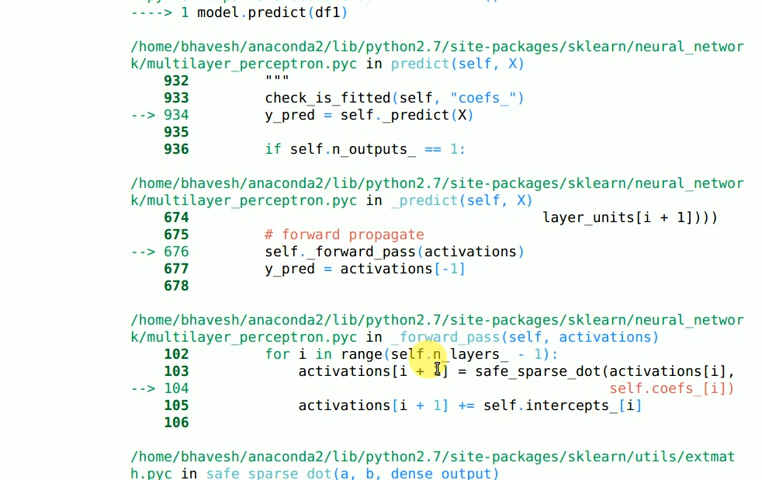 ----> 1 model.predict(df1)
/home/bhavesh/anaconda2/lib/python2.7/site-packages/sklearn/neural_networ
k/multilayer_perceptron.pyc in predict(self, X)
932 """
933 check_is_fitted(self, "coefs_")
--> 934 y_pred = self._predict(X)
935
936 if self.n_outputs_ == 1:
/home/bhavesh/anaconda2/lib/python2.7/site-packages/sklearn/neural_networ
k/multilayer_perceptron.pyc in _predict(self, X)
674 layer_units[i + 1])))
675 # forward propagate
--> 676 self._forward_pass(activations)
677 y_pred = activations[-1]
678
/home/bhavesh/anaconda2/lib/python2.7/site-packages/sklearn/neural_networ
k/multilayer_perceptron.pyc in _forward_pass(self, activations)
102 for i in range(self.n_layers_ - 1):
103 activations[i + 1] = safe_sparse_dot(activations[i],
--> 104 self.coefs_[i])
105 activations[i + 1] += self.intercepts_[i]
106
/home/bhavesh/anaconda2/lib/python2.7/site-packages/sklearn/utils/extmat
h.pyc in safe_sparse_dot(a, b, dense_output)